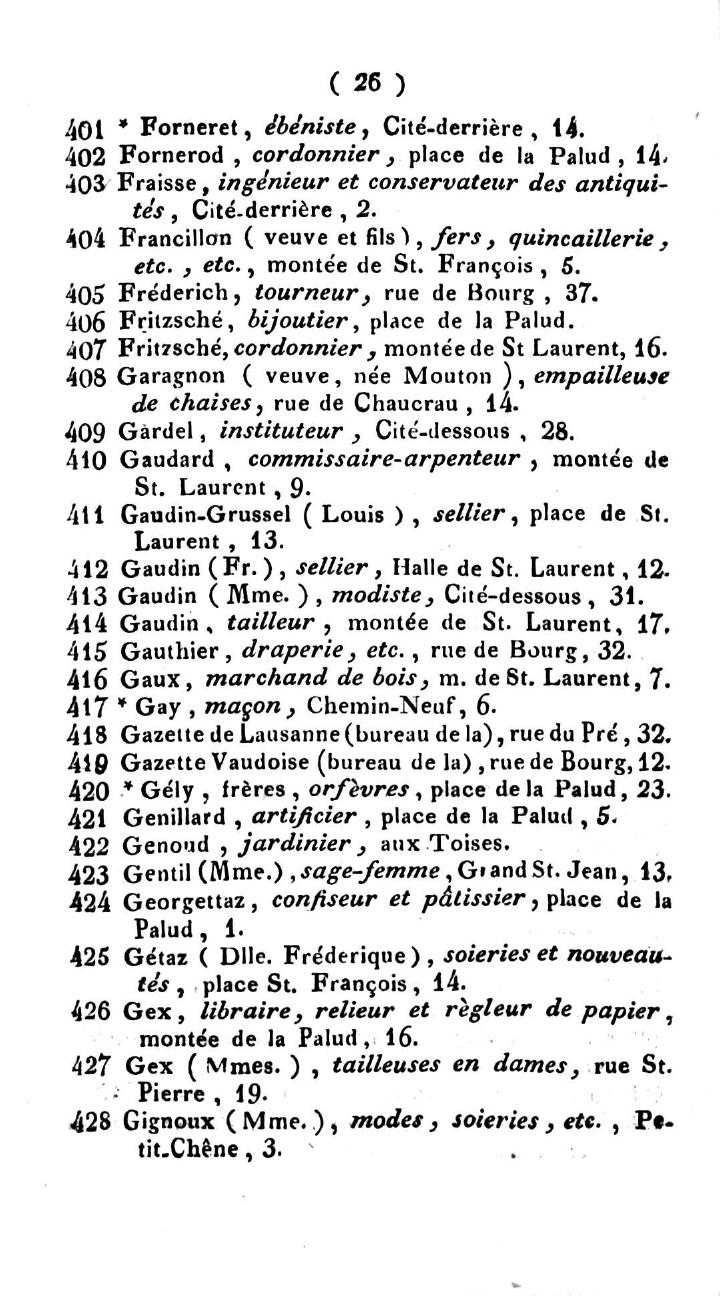 ( 26 )
401 * Forneret, ébéniste, Cité-derrière, 14.
402 Fornerod, cordonnier, place de la Palud, 14.
403 Fraisse, ingénieur et conservateur des antiqui-
tés, Cité-derrière, 2.
404 Francillon ( veuve et fils ), fers, quincaillerie,
etc., etc., montée de St. François, 5.
405 Fréderich, tourneur, rue de Bourg, 37.
406 Fritzsché, bijoutier, place de la Palud.
407 Fritzsché, cordonnier, montée de St Laurent, 16.
408 Garagnon ( veuve, née Mouton ), empailleuse
de chaises, rue de Chaucrau, 14.
409 Gardel, instituteur, Cité-dessous, 28.
410 Gaudard, commissaire-arpenteur, montée de
St. Laurent, 9.
411 Gaudin-Grussel ( Louis ), sellier, place de St.
Laurent, 13.
412 Gaudin (Fr.), sellier, Halle de St. Laurent, 12.
413 Gaudin ( Mme. ), modiste, Cité-dessous, 31.
414 Gaudin, tailleur, montée de St. Laurent, 17.
415 Gauthier, draperie, etc., rue de Bourg, 32.
416 Gaux, marchand de bois, m. de St. Laurent, 7.
417 * Gay, maçon, Chemin-Neuf, 6.
418 Gazette de Lausanne (bureau de la), rue du Pré, 32.
419 Gazette Vaudoise (bureau de la), rue de Bourg, 12.
420 * Gély, frères, orfèvres, place de la Palud, 23.
421 Genillard, artificier, place de la Palud, 5.
422 Genoud, jardinier, aux Toises.
423 Gentil (Mme.), sage-femme, Grand St. Jean, 13.
424 Georgettaz, confiseur et pâtissier, place de la
Palud, 1.
425 Gétaz ( Dlle. Fréderique), soieries et nouveau-
tés, place St. François, 14.
426 Gex, libraire, relieur et règleur de papier,
montée de la Palud, 16.
427 Gex ( Mmes. ), tailleuses en dames, rue St.
Pierre, 19.
428 Gignoux ( Mme. ), modes, soieries, etc., Pe-
tit-Chêne, 3.